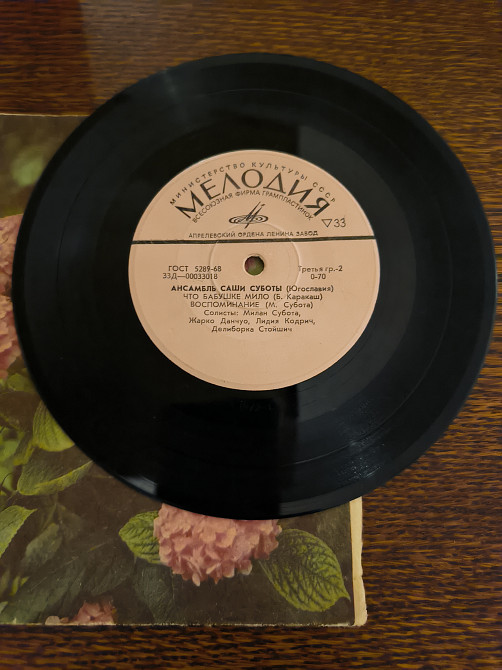 МИНИСТЕРСТВО КУЛЬТУРЫ СССР
МЕЛОДИЯ
ВСЕСОЮЗНАЯ ФИРМА ГРАМПЛАСТИНОК
▽33
АПРЕЛЕВСКИЙ ОРДЕНА ЛЕНИНА ЗАВОД
ГОСТ 5289-68 Третья гр.-2
33Д—00033018 0-70
АНСАМБЛЬ САШИ СУБОТЫ (Югославия)
ЧТО БАБУШКЕ МИЛО (Б. Каракаш)
ВОСПОМИНАНИЕ (М. Субота)
Солисты: Милан Субота,
Жарко Данчуо, Лидия Кодрич,
Делиборка Стойшич